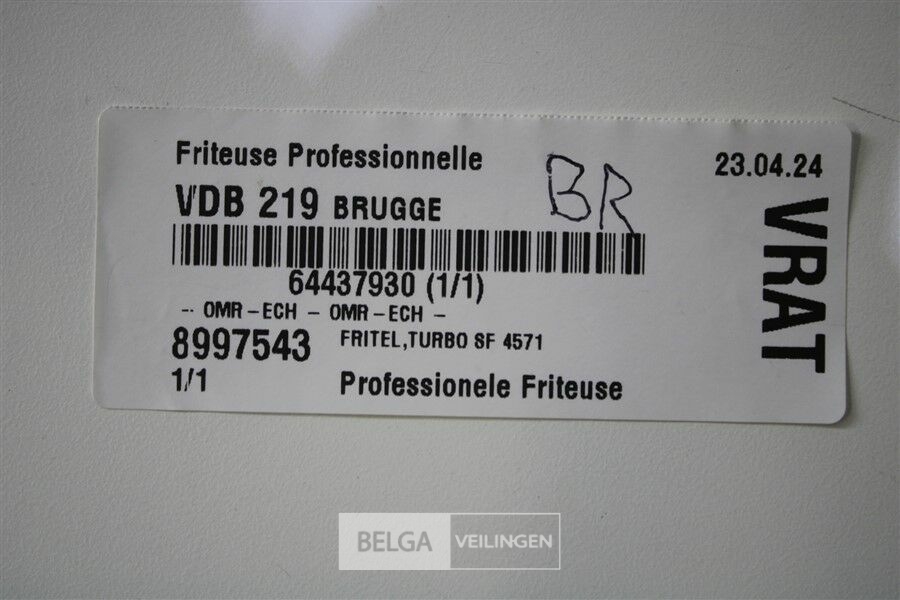 Friteuse Professionnelle
BR
23.04.24
VDB 219 BRUGGE
VRAT
64437930 (1/1)
-- OMR-ECH - OMR-ECH -
8997543 FRITEL,TURBO SF 4571
1/1 Professionele Friteuse
BELGA VEILINGEN